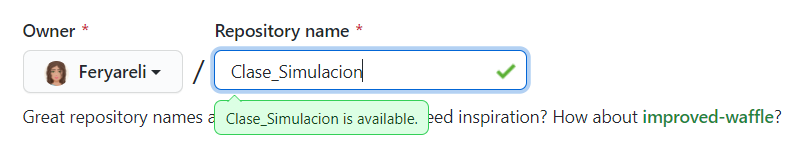 Owner * Repository name *
Feryareli / Clase_Simulacion
Great repository names a eed inspiration? How about improved-waffle?
Clase_Simulacion is available.